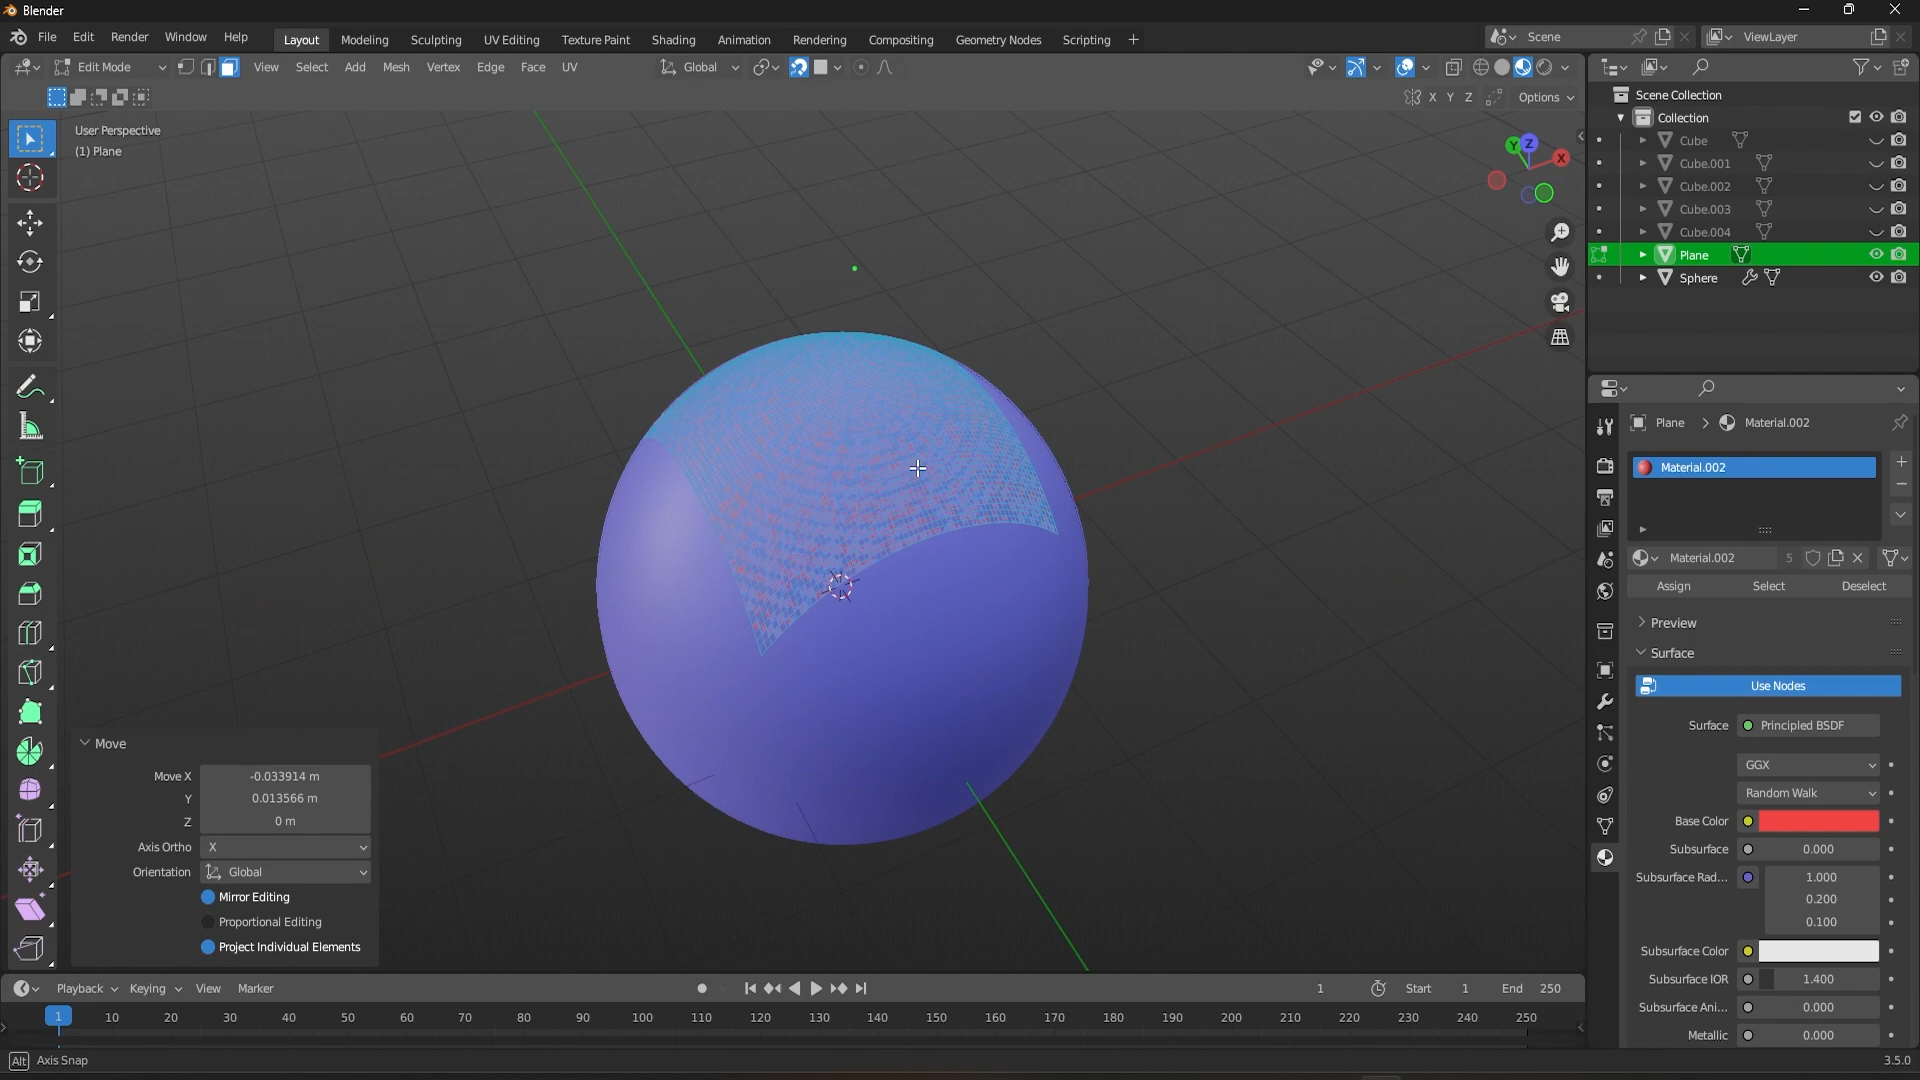 Blender
File Edit Render Window Help Layout Modeling Sculpting UV Editing Texture Paint Shading Animation Rendering Compositing Geometry Nodes Scripting + Scene ViewLayer
Edit Mode View Select Add Mesh Vertex Edge Face UV Global
X Y Z Options
User Perspective
(1) Plane
Z
Y
X
Scene Collection
Collection
Cube
Cube.001
Cube.002
Cube.003
Cube.004
Plane
Sphere
Plane > Material.002
Material.002
Material.002 5
Assign Select Deselect
Preview
Surface
Use Nodes
Surface Principled BSDF
GGX
Random Walk
Base Color
Subsurface 0.000
Subsurface Rad... 1.000
0.200
0.100
Subsurface Color
Subsurface IOR 1.400
Subsurface Ani... 0.000
Metallic 0.000
Move
Move X -0.033914 m
Y 0.013566 m
Z 0 m
Axis Ortho X
Orientation Global
Mirror Editing
Proportional Editing
Project Individual Elements
Playback Keying View Marker 1 Start 1 End 250
1 10 20 30 40 50 60 70 80 90 100 110 120 130 140 150 160 170 180 190 200 210 220 230 240 250
Alt Axis Snap 3.5.0